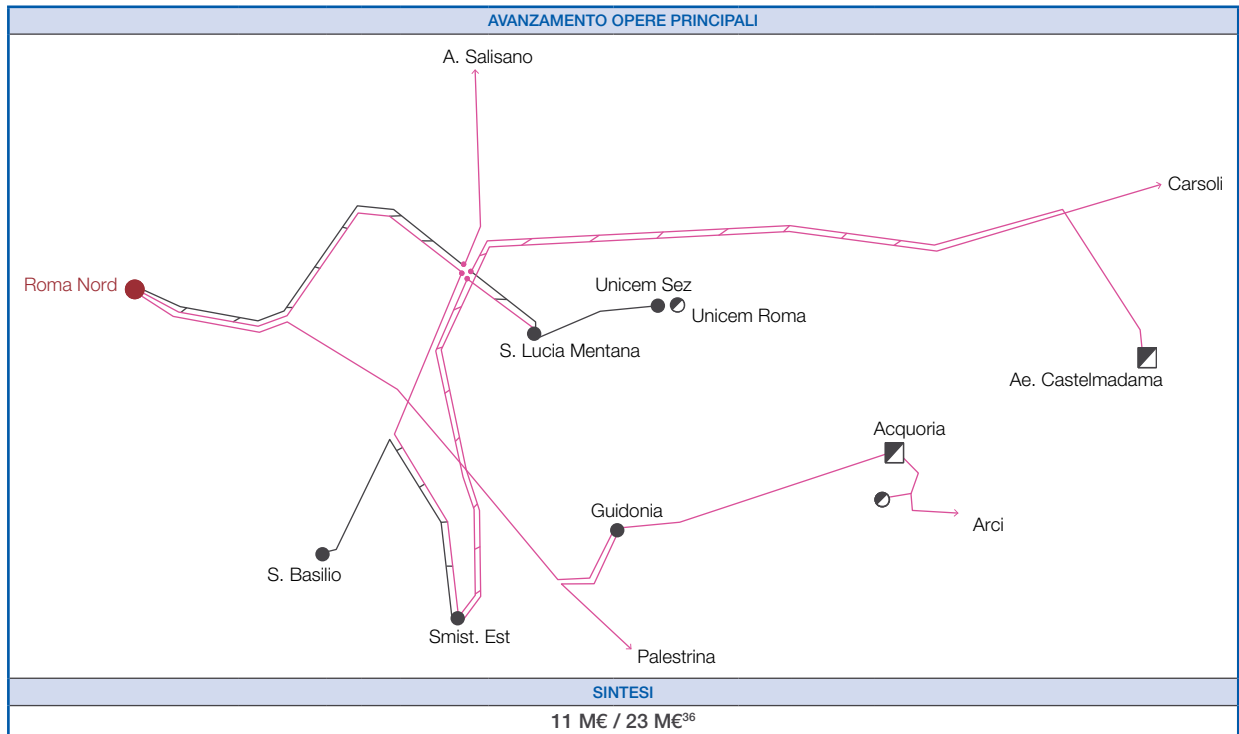 AVANZAMENTO OPERE PRINCIPALI
A. Salisano
Carsoli
Roma Nord
Unicem Sez
Unicem Roma
S. Lucia Mentana
Ae. Castelmadama
Acquoria
Guidonia
Arci
S. Basilio
Smist. Est
Palestrina
SINTESI
11 M€ / 23 M€³⁶